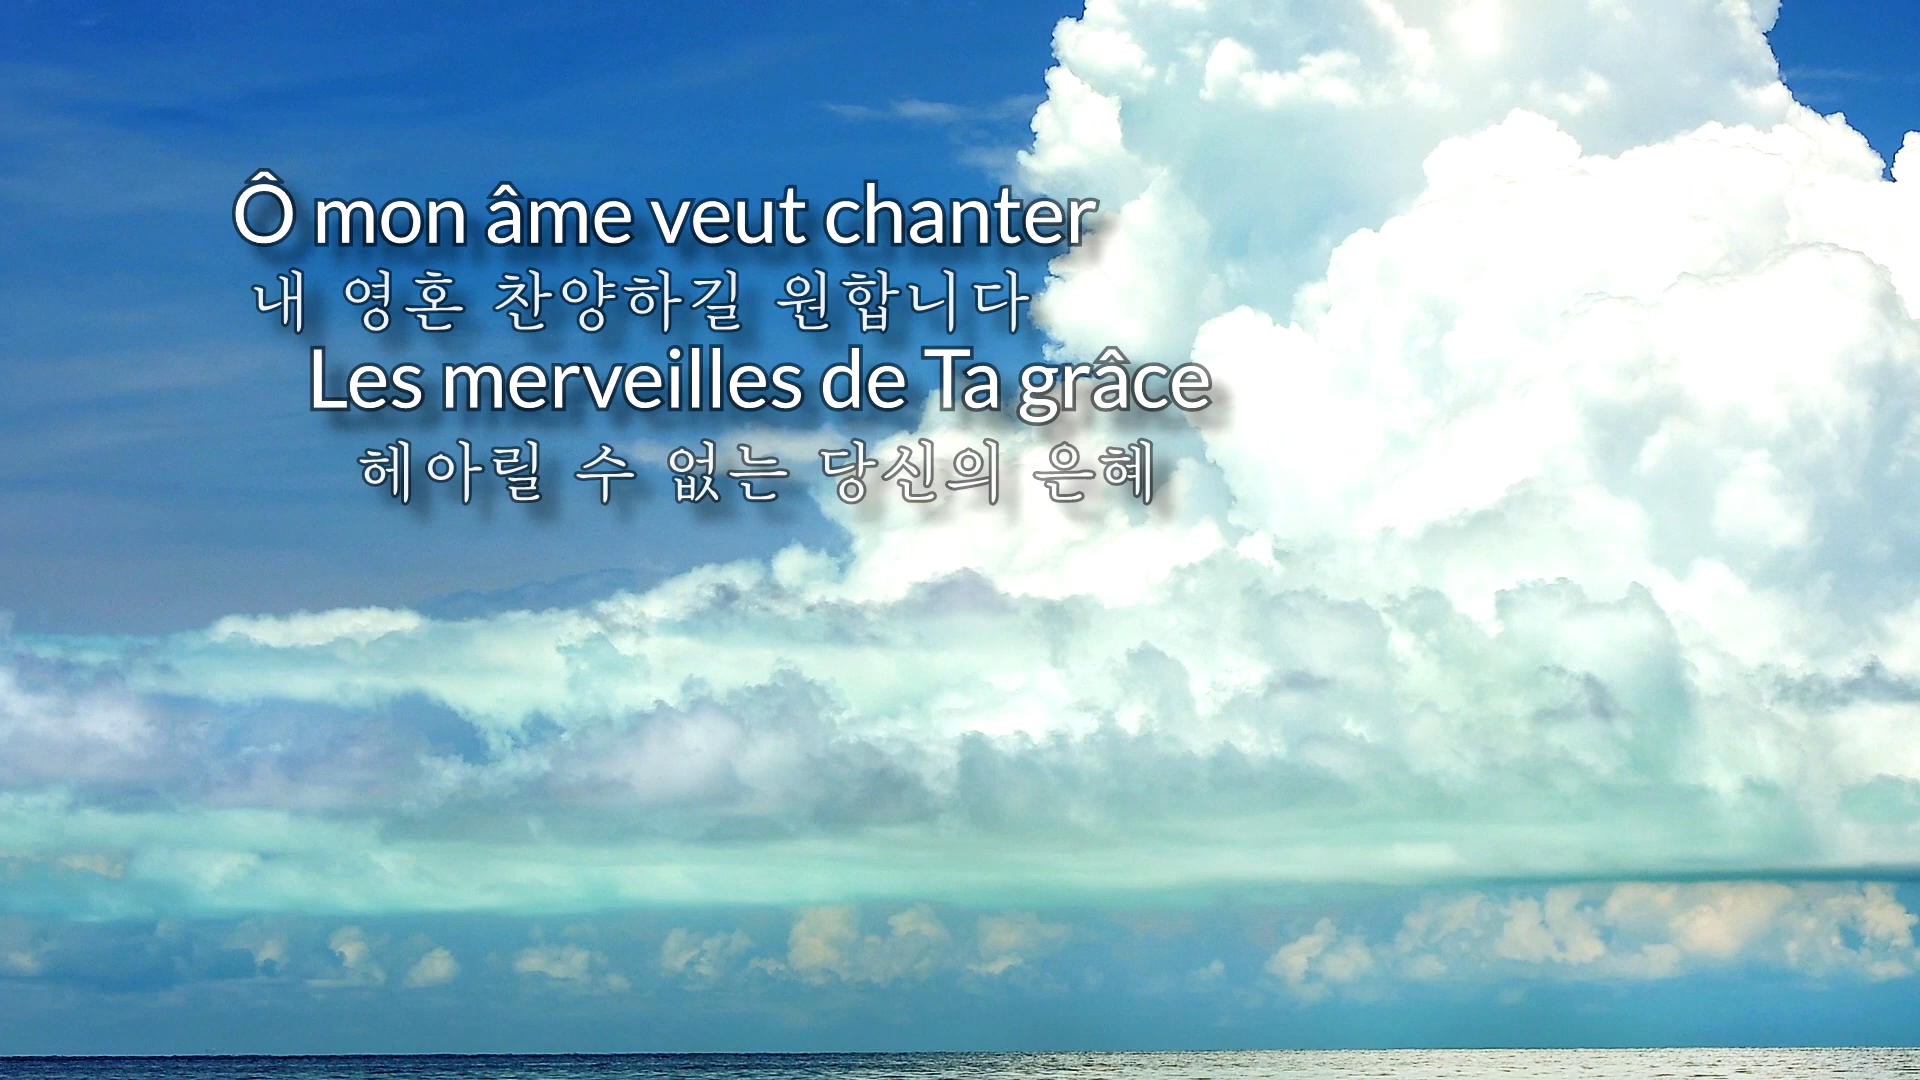 Ô mon âme veut chanter
내 영혼 찬양하길 원합니다
Les merveilles de Ta grâce
헤아릴 수 없는 당신의 은혜